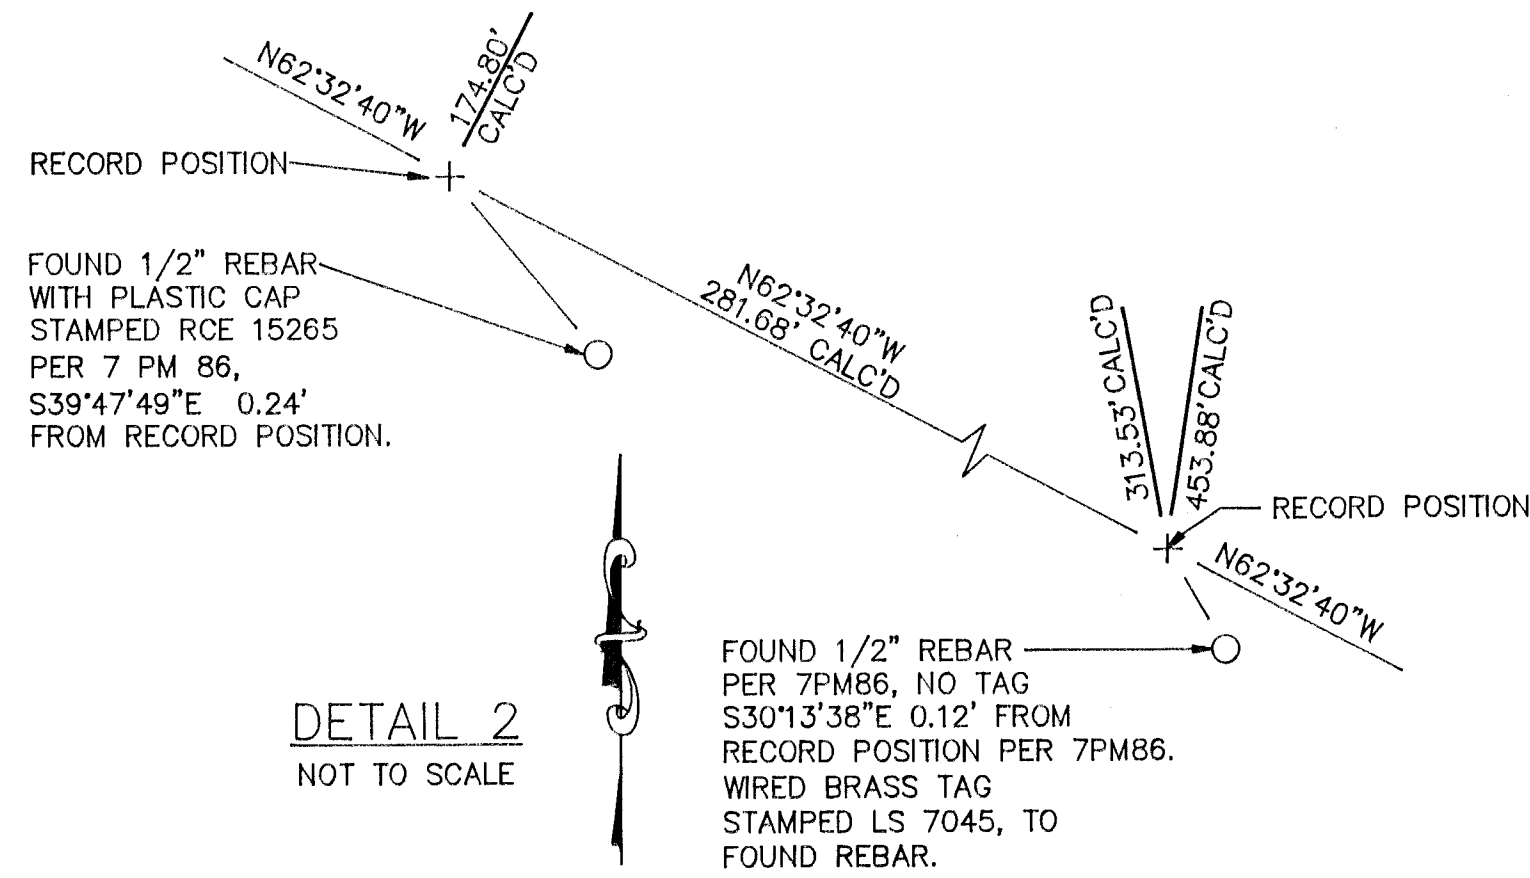 N62°32'40"W
174.80'
CALC'D
RECORD POSITION
FOUND 1/2" REBAR
WITH PLASTIC CAP
STAMPED RCE 15265
PER 7 PM 86,
S39°47'49"E 0.24'
FROM RECORD POSITION.
N62°32'40"W
281.68' CALC'D
313.53' CALC'D
453.88' CALC'D
RECORD POSITION
N62°32'40"W
FOUND 1/2" REBAR
PER 7PM86, NO TAG
S30°13'38"E 0.12' FROM
RECORD POSITION PER 7PM86.
WIRED BRASS TAG
STAMPED LS 7045, TO
FOUND REBAR.
DETAIL 2
NOT TO SCALE